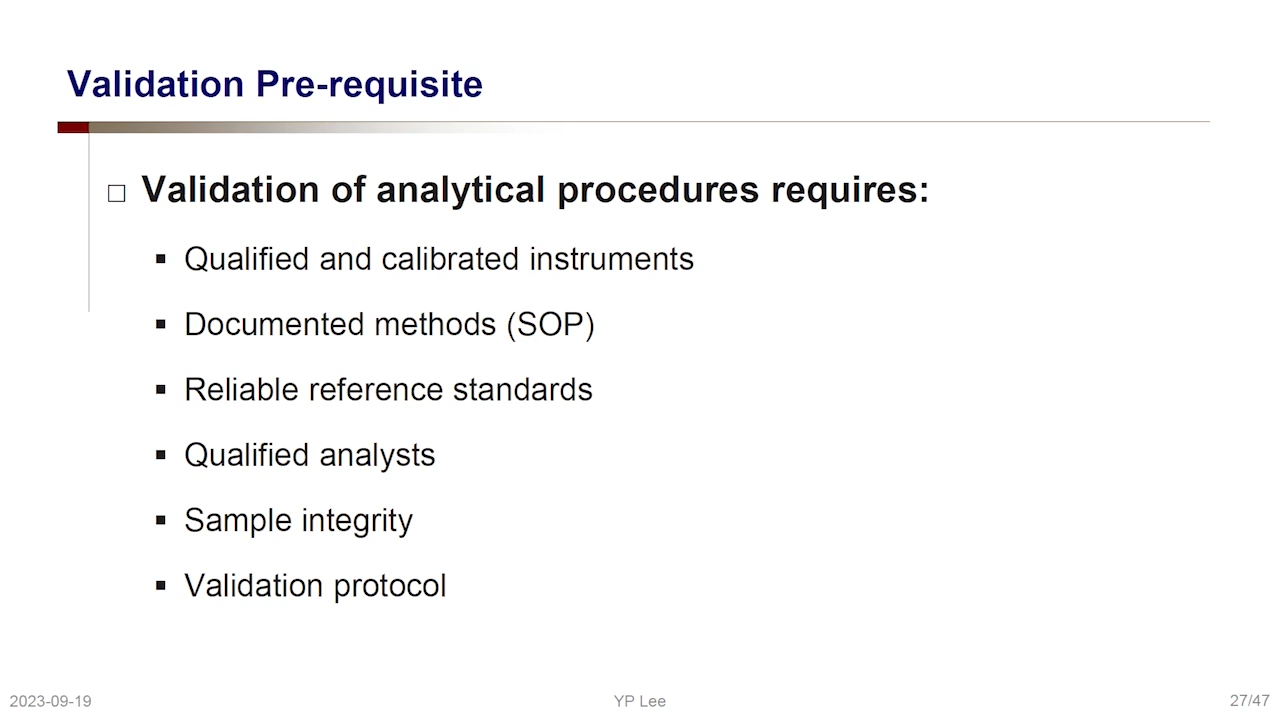 Validation Pre-requisite
Validation of analytical procedures requires:
Qualified and calibrated instruments
Documented methods (SOP)
Reliable reference standards
Qualified analysts
Sample integrity
Validation protocol
2023-09-19
YP Lee
27/47